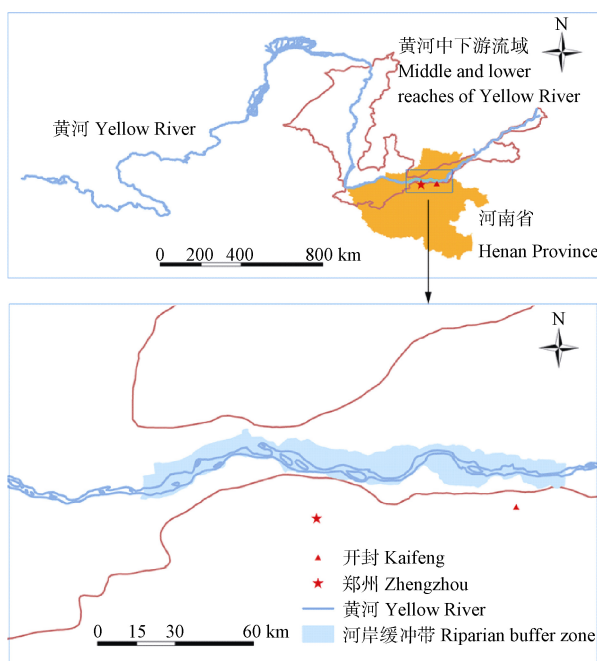 N
黄河中下游流域
Middle and lower
reaches of Yellow River
黄河 Yellow River
河南省
Henan Province
0 200 400 800 km
N
开封 Kaifeng
郑州 Zhengzhou
黄河 Yellow River
河岸缓冲带 Riparian buffer zone
0 15 30 60 km